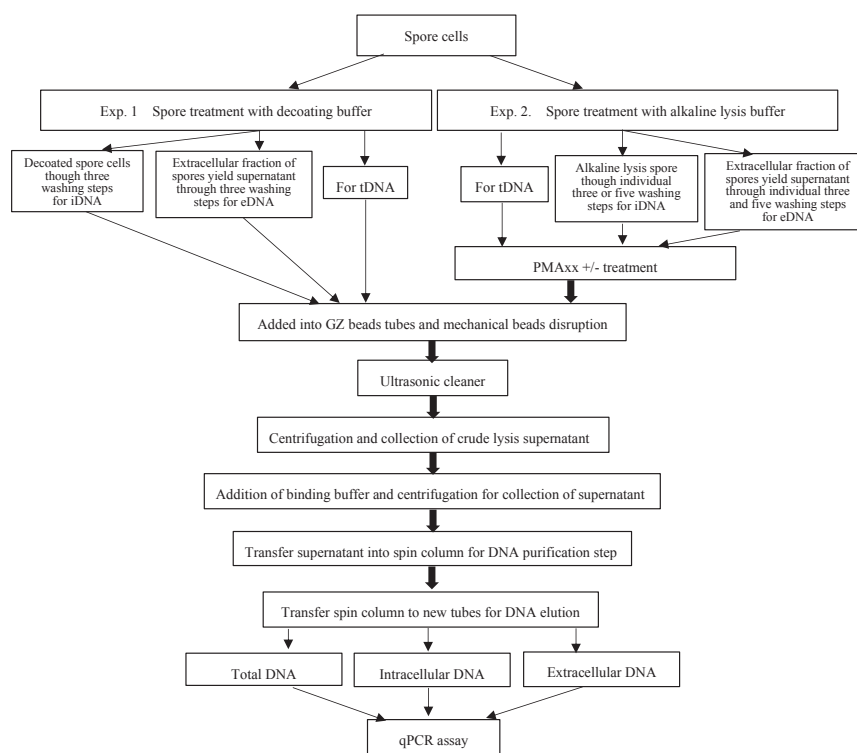 Spore cells
Exp. 1 Spore treatment with decoating buffer
Exp. 2. Spore treatment with alkaline lysis buffer
Decoated spore cells
though three
washing steps
for iDNA
Extracellular fraction of
spores yield supernatant
through three washing
steps for eDNA
For tDNA
For tDNA
Alkaline lysis spore
though individual
three or five washing
steps for iDNA
Extracellular fraction of
spores yield supernatant
through individual three
and five washing steps
for eDNA
PMAxx +/- treatment
Added into GZ beads tubes and mechanical beads disruption
Ultrasonic cleaner
Centrifugation and collection of crude lysis supernatant
Addition of binding buffer and centrifugation for collection of supernatant
Transfer supernatant into spin column for DNA purification step
Transfer spin column to new tubes for DNA elution
Total DNA
Intracellular DNA
Extracellular DNA
qPCR assay